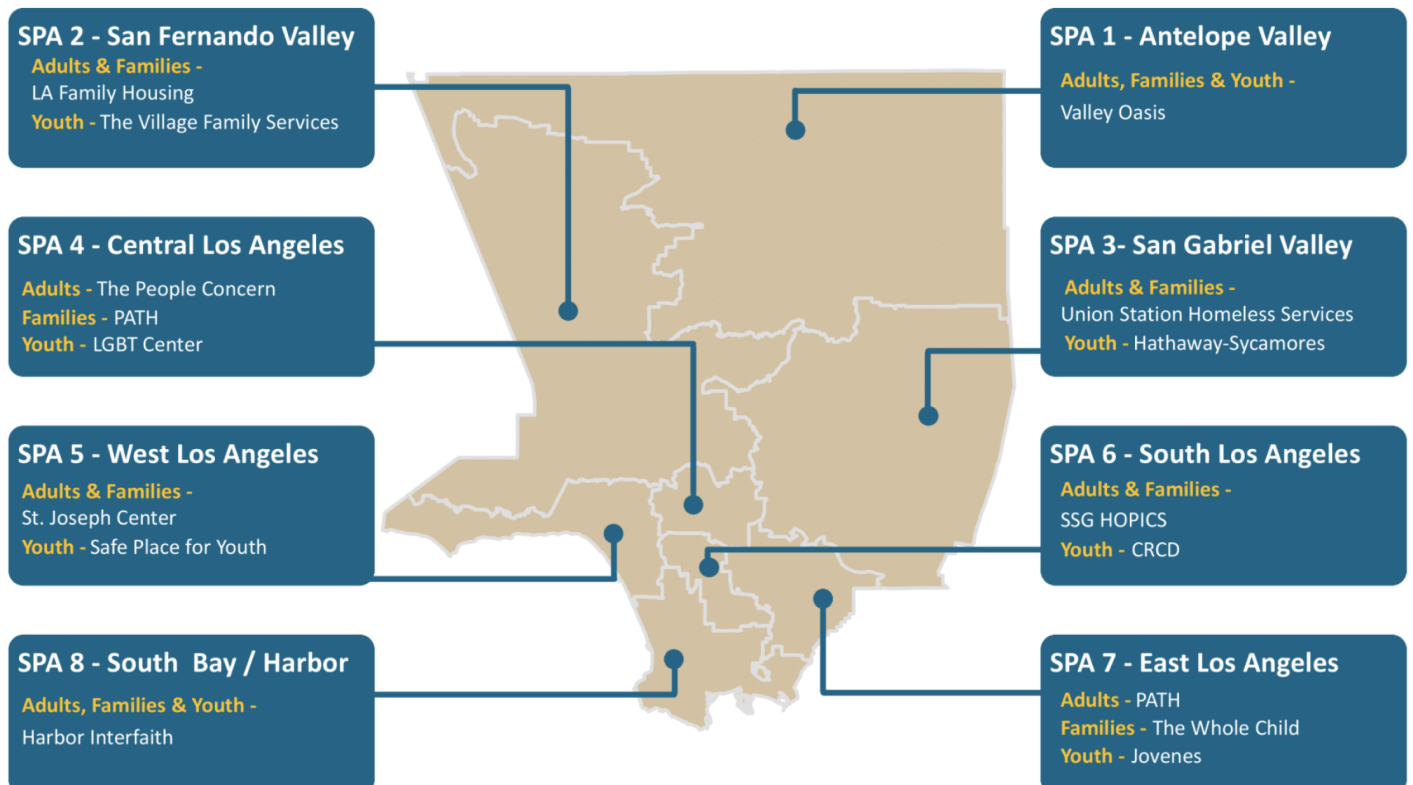 SPA 2 - San Fernando Valley
Adults & Families -
LA Family Housing
Youth - The Village Family Services
SPA 1 - Antelope Valley
Adults, Families & Youth -
Valley Oasis
SPA 4 - Central Los Angeles
Adults - The People Concern
Families - PATH
Youth - LGBT Center
SPA 3- San Gabriel Valley
Adults & Families -
Union Station Homeless Services
Youth - Hathaway-Sycamores
SPA 5 - West Los Angeles
Adults & Families -
St. Joseph Center
Youth - Safe Place for Youth
SPA 6 - South Los Angeles
Adults & Families -
SSG HOPICS
Youth - CRCD
SPA 8 - South Bay / Harbor
Adults, Families & Youth -
Harbor Interfaith
SPA 7 - East Los Angeles
Adults - PATH
Families - The Whole Child
Youth - Jovenes